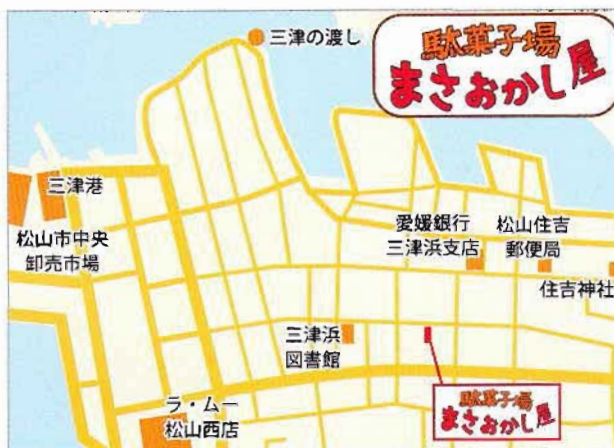 三津の渡し
駄菓子場
まさおかし屋
三津港
松山市中央
卸売市場
愛媛銀行
三津浜支店
松山住吉
郵便局
住吉神社
三津浜
図書館
ラ・ムー
松山西店
駄菓子場
まさおかし屋